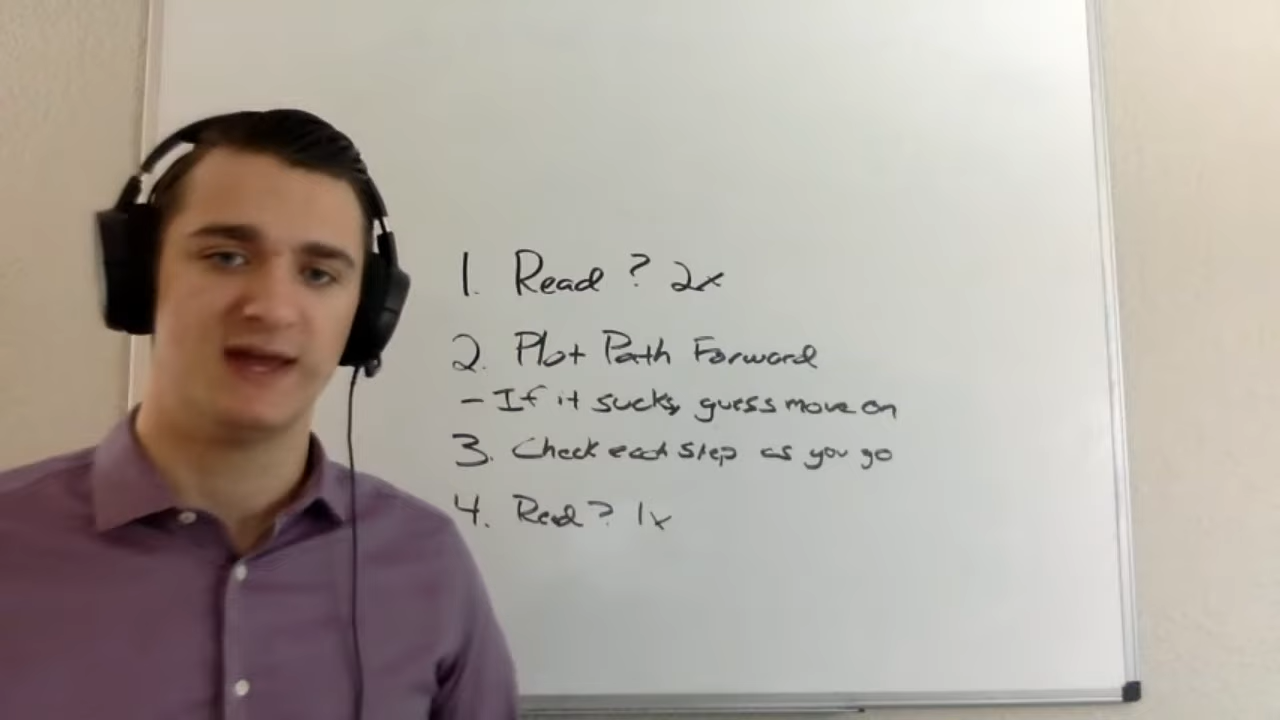 1. Read ? 2x
2. Plot Path Forward
- If it sucks, guess move on
3. Check each step as you go
4. Read ? 1x